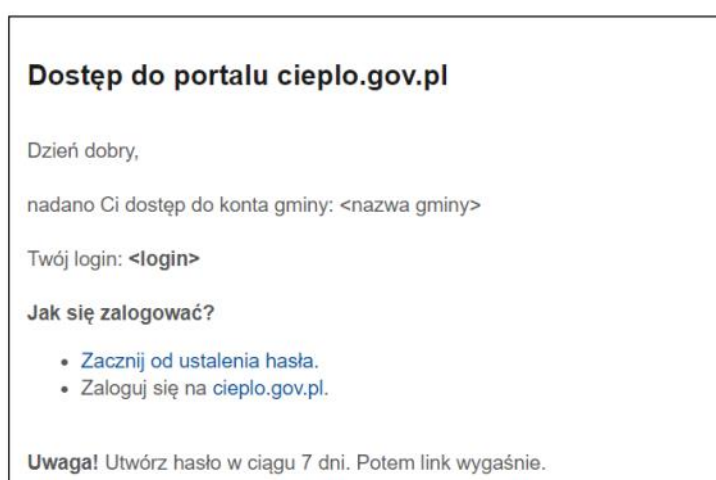 Dostęp do portalu cieplo.gov.pl
Dzień dobry,
nadano Ci dostęp do konta gminy: <nazwa gminy>
Twój login: <login>
Jak się zalogować?
• Zacznij od ustalenia hasła.
• Zaloguj się na cieplo.gov.pl.
Uwaga! Utwórz hasło w ciągu 7 dni. Potem link wygaśnie.